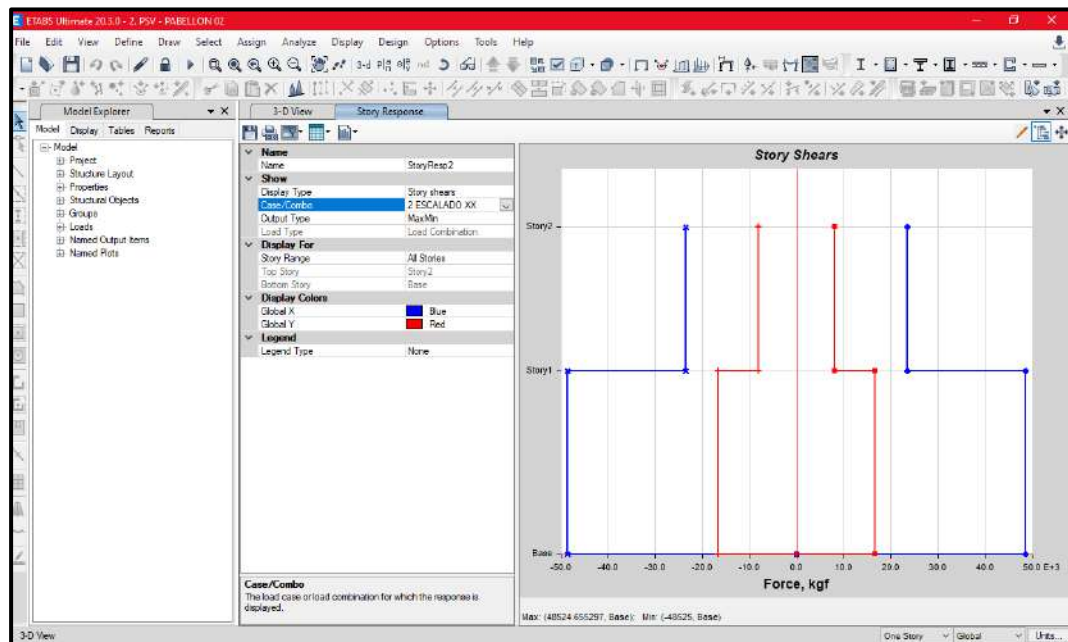 ETABS Ultimate 20.3.0 - 2. PSV - PABELLON 02
File Edit View Define Draw Select Assign Analyze Display Design Options Tools Help
3-d
Model Explorer
Model Display Tables Reports
Model
Project
Structure Layout
Properties
Structural Objects
Groups
Loads
Named Output Items
Named Plots
3-D View Story Response
Name
Name StoryResp2
Show
Display Type Story shears
Case/Combo 2 ESCALADO XX
Output Type MaxMin
Load Type Load Combination
Display For
Story Range All Stories
Top Story Story2
Bottom Story Base
Display Colors
Global X Blue
Global Y Red
Legend
Legend Type None
Case/Combo
The load case or load combination for which the response is
displayed.
Story Shears
Story2
Story1
Base
-50.0 -40.0 -30.0 -20.0 -10.0 0.0 10.0 20.0 30.0 40.0 50.0 E+3
Force, kgf
Max: (48524.655297, Base); Min: (-48525, Base)
3-D View One Story Global Units...